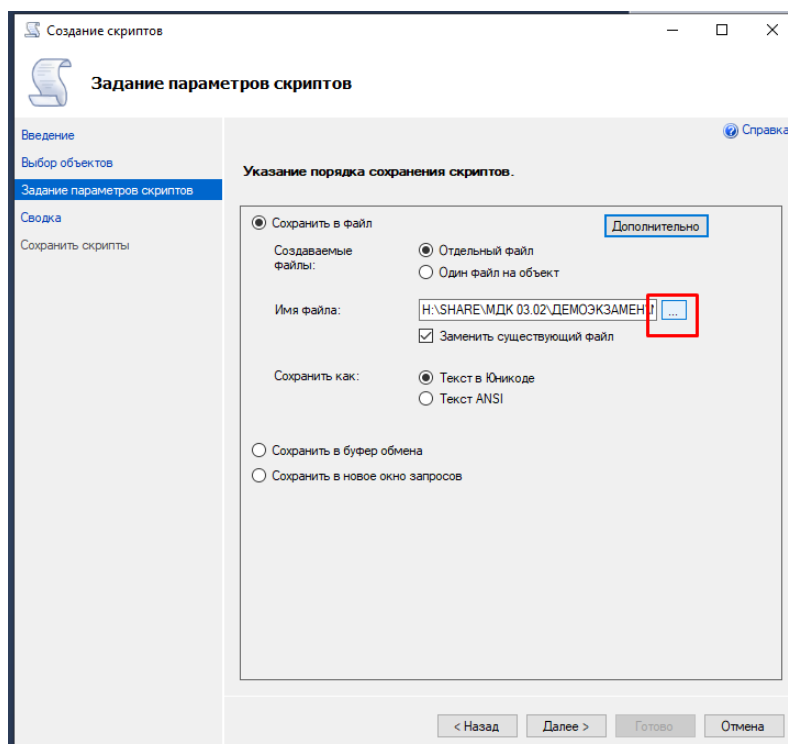 Создание скриптов
Задание параметров скриптов
Справка
Введение
Выбор объектов
Задание параметров скриптов
Сводка
Сохранить скрипты
Указание порядка сохранения скриптов.
Сохранить в файл
Дополнительно
Создаваемые файлы:
Отдельный файл
Один файл на объект
Имя файла:
H:\SHARE\МДК 03.02\ДЕМОЭКЗАМЕН\
...
Заменить существующий файл
Сохранить как:
Текст в Юникоде
Текст ANSI
Сохранить в буфер обмена
Сохранить в новое окно запросов
< Назад
Далее >
Готово
Отмена